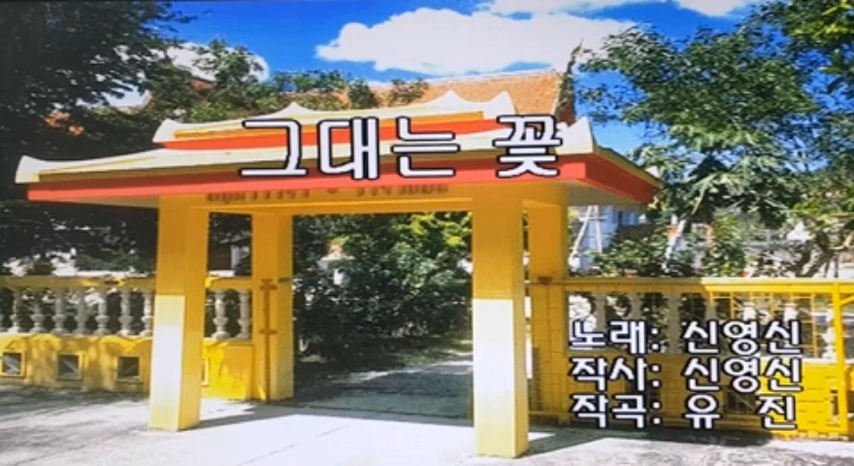 그대는 꽃
노래: 신영신
작사: 신영신
작곡: 유 진